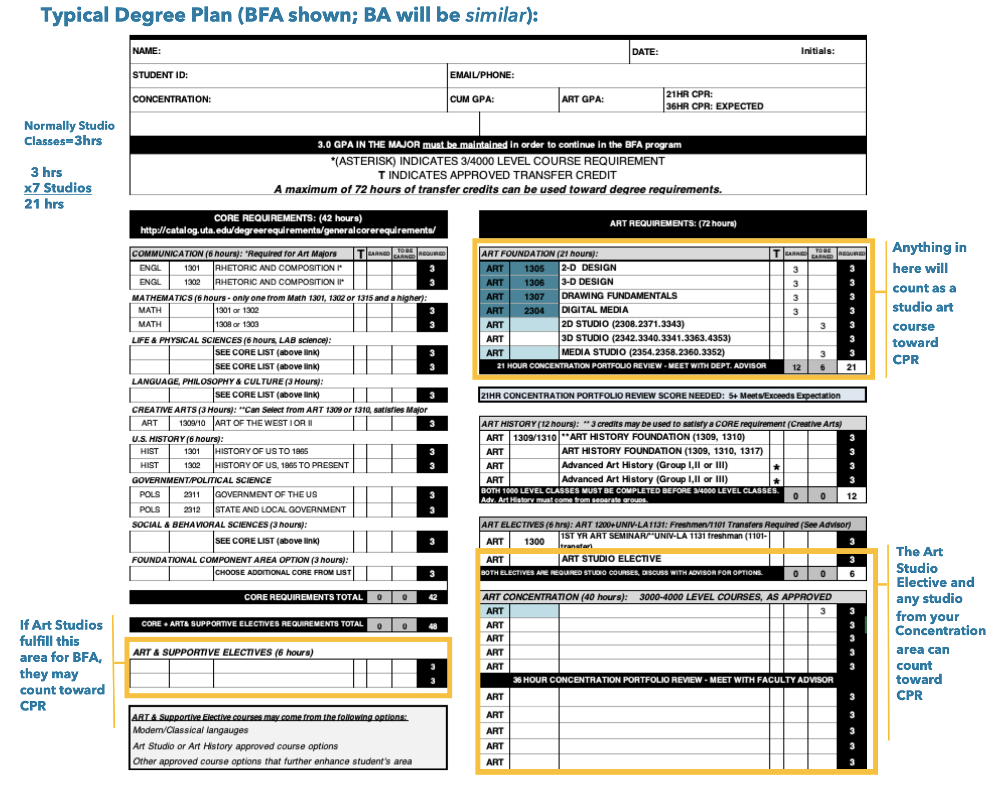 Typical Degree Plan (BFA shown; BA will be similar):
NAME:
DATE:
Initials:
STUDENT ID:
EMAIL/PHONE:
CONCENTRATION:
CUM GPA:
ART GPA:
21HR CPR:
36HR CPR: EXPECTED
Normally Studio
Classes=3hrs
3 hrs
x7 Studios
21 hrs
3.0 GPA IN THE MAJOR must be maintained in order to continue in the BFA program
*(ASTERISK) INDICATES 3/4000 LEVEL COURSE REQUIREMENT
T INDICATES APPROVED TRANSFER CREDIT
A maximum of 72 hours of transfer credits can be used toward degree requirements.
CORE REQUIREMENTS: (42 hours)
http://catalog.uta.edu/degreerequirements/generalcorerequirements/
COMMUNICATION (6 hours): *Required for Art Majors T EARNED TO BE EARNED REQUIRED
ENGL 1301 RHETORIC AND COMPOSITION I* 3
ENGL 1302 RHETORIC AND COMPOSITION II* 3
MATHEMATICS (6 hours - only one from Math 1301, 1302 or 1315 and a higher):
MATH 1301 or 1302 3
MATH 1308 or 1303 3
LIFE & PHYSICAL SCIENCES (6 hours, LAB science):
SEE CORE LIST (above link) 3
SEE CORE LIST (above link) 3
LANGUAGE, PHILOSOPHY & CULTURE (3 Hours):
SEE CORE LIST (above link) 3
CREATIVE ARTS (3 Hours): **Can Select from ART 1309 or 1310, satisfies Major
ART 1309/10 ART OF THE WEST I OR II 3
U.S. HISTORY (6 hours):
HIST 1301 HISTORY OF US TO 1865 3
HIST 1302 HISTORY OF US, 1865 TO PRESENT 3
GOVERNMENT/POLITICAL SCIENCE
POLS 2311 GOVERNMENT OF THE US 3
POLS 2312 STATE AND LOCAL GOVERNMENT 3
SOCIAL & BEHAVIORAL SCIENCES (3 hours):
SEE CORE LIST (above link) 3
FOUNDATIONAL COMPONENT AREA OPTION (3 hours):
CHOOSE ADDITIONAL CORE FROM LIST 3
CORE REQUIREMENTS TOTAL 0 0 42
CORE + ART& SUPPORTIVE ELECTIVES REQUIREMENTS TOTAL 0 0 48
If Art Studios
fulfill this
area for BFA,
they may
count toward
CPR
ART & SUPPORTIVE ELECTIVES (6 hours)
3
3
ART & Supportive Elective courses may come from the following options:
Modern/Classical langauges
Art Studio or Art History approved course options
Other approved course options that further enhance student's area
ART REQUIREMENTS: (72 hours)
ART FOUNDATION (21 hours): T EARNED TO BE EARNED REQUIRED
ART 1305 2-D DESIGN 3 3
ART 1306 3-D DESIGN 3 3
ART 1307 DRAWING FUNDAMENTALS 3 3
ART 2304 DIGITAL MEDIA 3 3
ART 2D STUDIO (2308.2371.3343) 3 3
ART 3D STUDIO (2342.3340.3341.3363.4353) 3
ART MEDIA STUDIO (2354.2358.2360.3352) 3 3
21 HOUR CONCENTRATION PORTFOLIO REVIEW - MEET WITH DEPT. ADVISOR 12 6 21
Anything in
here will
count as a
studio art
course
toward
CPR
21HR CONCENTRATION PORTFOLIO REVIEW SCORE NEEDED: 5+ Meets/Exceeds Expectation
ART HISTORY (12 hours): ** 3 credits may be used to satisfy a CORE requirement (Creative Arts)
ART 1309/1310 **ART HISTORY FOUNDATION (1309, 1310) 3
ART ART HISTORY FOUNDATION (1309, 1310, 1317) 3
ART Advanced Art History (Group I,II or III) * 3
ART Advanced Art History (Group I,II or III) * 3
BOTH 1000 LEVEL CLASSES MUST BE COMPLETED BEFORE 3/4000 LEVEL CLASSES.
Adv. Art History must come from separate groups. 0 0 12
ART ELECTIVES (6 hrs): ART 1200+UNIV-LA1131: Freshmen/1101 Transfers Required (See Advisor)
ART 1300 1ST YR ART SEMINAR/**UNIV-LA 1131 freshman (1101-
transfer) 3
ART ART STUDIO ELECTIVE 3
BOTH ELECTIVES ARE REQUIRED STUDIO COURSES, DISCUSS WITH ADVISOR FOR OPTIONS. 0 0 6
ART CONCENTRATION (40 hours): 3000-4000 LEVEL COURSES, AS APPROVED
ART 3 3
ART 3
ART 3
ART 3
ART 3
36 HOUR CONCENTRATION PORTFOLIO REVIEW - MEET WITH FACULTY ADVISOR
ART 3
ART 3
ART 3
ART 3
ART 3
The Art
Studio
Elective and
any studio
from your
Concentration
area can
count
toward
CPR